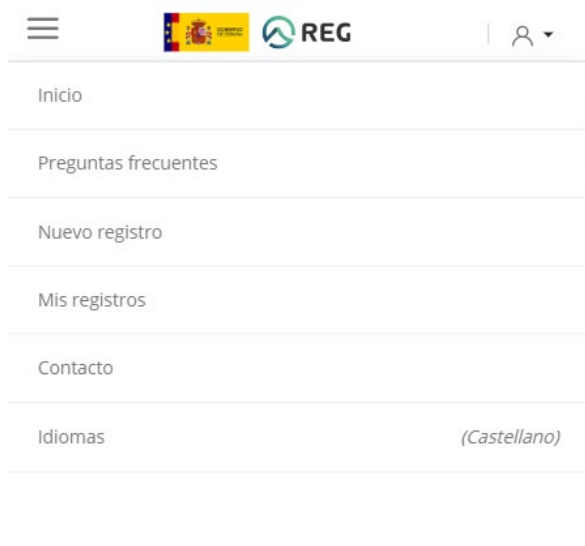 REG
Inicio
Preguntas frecuentes
Nuevo registro
Mis registros
Contacto
Idiomas (Castellano)